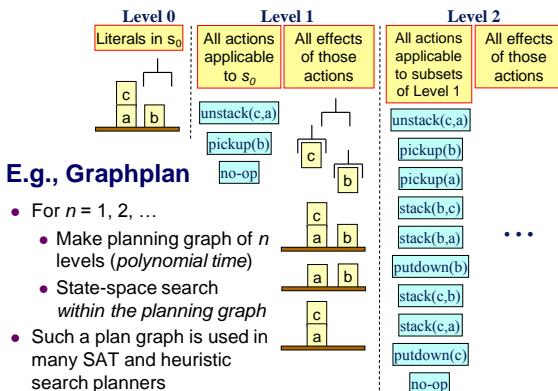 Level 0
Level 1
Level 2
Literals in s0
All actions
applicable
to s0
All effects
of those
actions
All actions
applicable
to subsets
of Level 1
All effects
of those
actions
c
a b
unstack(c,a)
pickup(b)
no-op
c
b
c
a b
a b
c
a
unstack(c,a)
pickup(b)
pickup(a)
stack(b,c)
stack(b,a)
putdown(b)
stack(c,b)
stack(c,a)
putdown(c)
no-op
...
E.g., Graphplan
• For n = 1, 2, …
• Make planning graph of n
levels (polynomial time)
• State-space search
within the planning graph
• Such a plan graph is used in
many SAT and heuristic
search planners